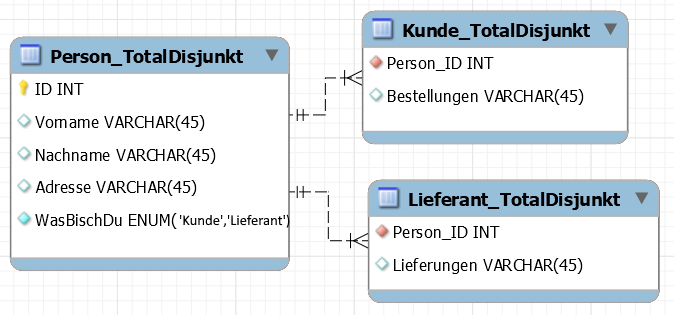 Person_TotalDisjunkt
ID INT
Vorname VARCHAR(45)
Nachname VARCHAR(45)
Adresse VARCHAR(45)
WasBischDu ENUM('Kunde','Lieferant')
Kunde_TotalDisjunkt
Person_ID INT
Bestellungen VARCHAR(45)
Lieferant_TotalDisjunkt
Person_ID INT
Lieferungen VARCHAR(45)